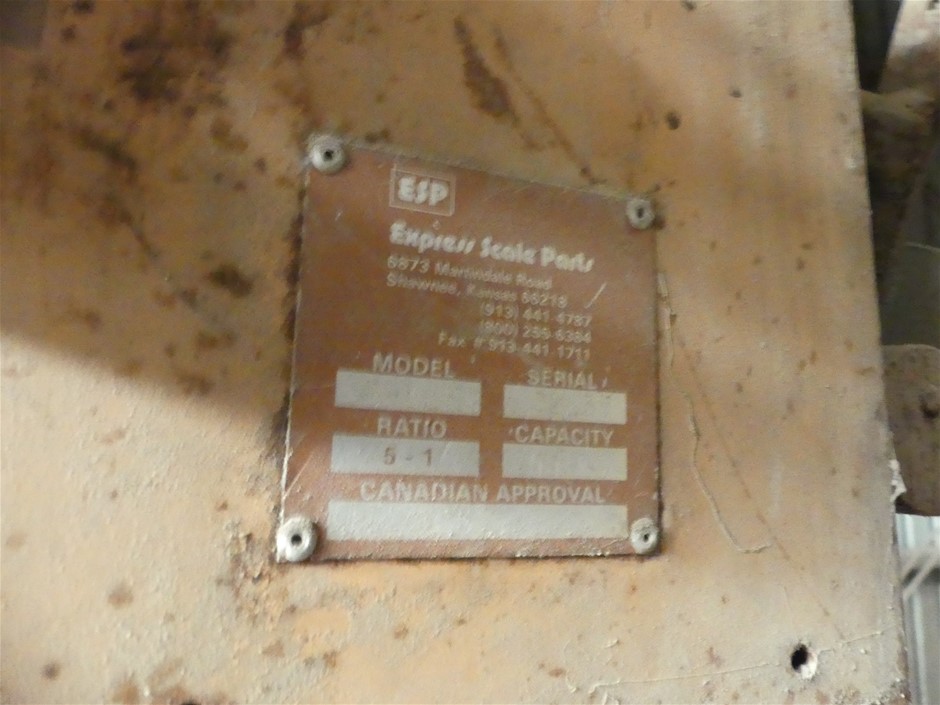 ESP
Express Scale Parts
6873 Martindale Road
Shawnee, Kansas 66218
(913) 441-4787
(800) 256-6384
Fax # 913-441-1711
MODEL SERIAL
RATIO CAPACITY
5 - 1
CANADIAN APPROVAL